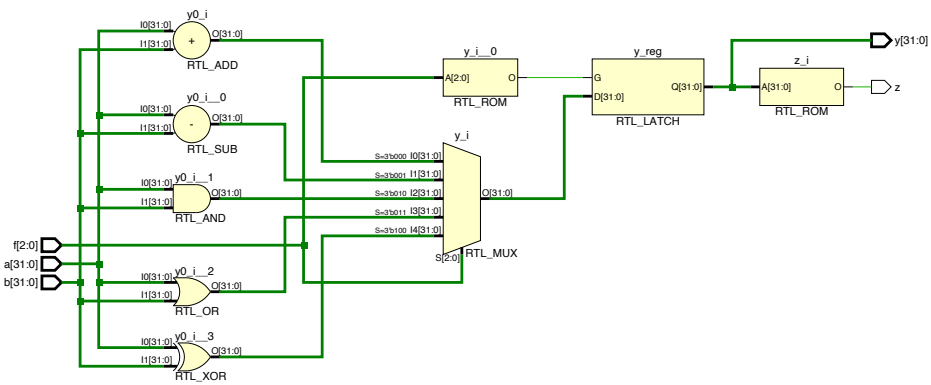 y0_i
I0[31:0]
I1[31:0]
O[31:0]
+
RTL_ADD
y0_i__0
I0[31:0]
I1[31:0]
O[31:0]
-
RTL_SUB
y0_i__1
I0[31:0]
I1[31:0]
O[31:0]
RTL_AND
f[2:0]
a[31:0]
b[31:0]
y0_i__2
I0[31:0]
I1[31:0]
O[31:0]
RTL_OR
y0_i__3
I0[31:0]
I1[31:0]
O[31:0]
RTL_XOR
y_i__0
A[2:0]
O
RTL_ROM
y_i
S=3'b000 I0[31:0]
S=3'b001 I1[31:0]
S=3'b010 I2[31:0]
S=3'b011 I3[31:0]
S=3'b100 I4[31:0]
O[31:0]
S[2:0]
RTL_MUX
y_reg
G
D[31:0]
Q[31:0]
RTL_LATCH
z_i
A[31:0]
O
RTL_ROM
y[31:0]
z